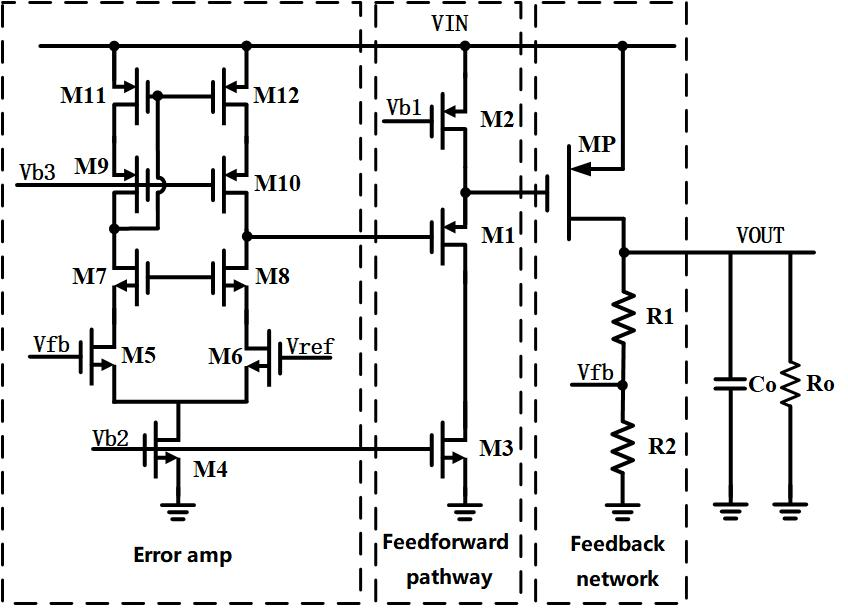 VIN
M11
M12
Vb1
M2
MP
Vb3
M9
M10
M1
VOUT
M7
M8
R1
Vfb
M5
M6
Vref
Vfb
Co
Ro
Vb2
M4
M3
R2
Error amp
Feedforward
pathway
Feedback
network